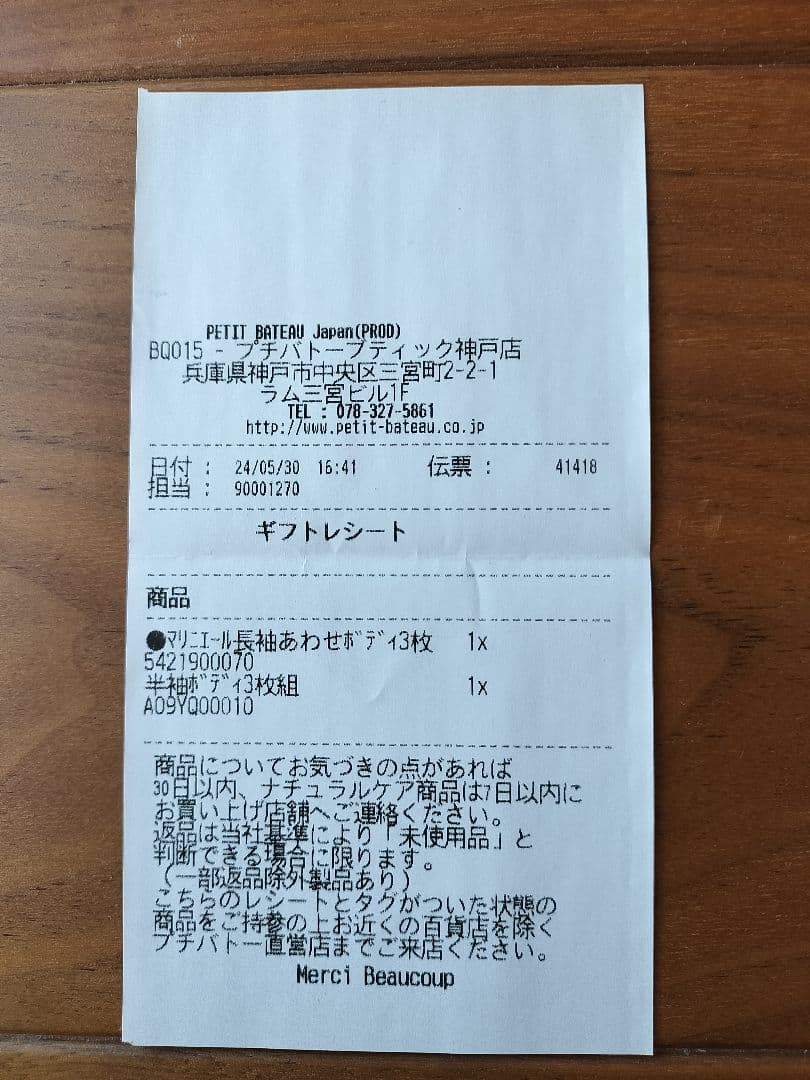 PETIT BATEAU Japan(PROD)
BQ015 - プチバトーブティック神戸店
兵庫県神戸市中央区三宮町2-2-1
ラム三宮ビル1F
TEL : 078-327-5861
http://www.petit-bateau.co.jp
日付 : 24/05/30 16:41 伝票 : 41418
担当 : 90001270
ギフトレシート
商品
●ﾏﾘﾆｴｰﾙ長袖あわせﾎﾞﾃﾞｨ3枚 1x
5421900070
半袖ﾎﾞﾃﾞｨ3枚組 1x
A09YQ00010
商品についてお気づきの点があれば
30日以内、ナチュラルケア商品は7日以内に
お買い上げ店舗へご連絡ください。
返品は当社基準により「未使用品」と
判断できる場合に限ります。
(一部返品除外製品あり)
こちらのレシートとタグがついた状態の
商品をご持参の上お近くの百貨店を除く
プチバトー直営店までご来店ください。
Merci Beaucoup